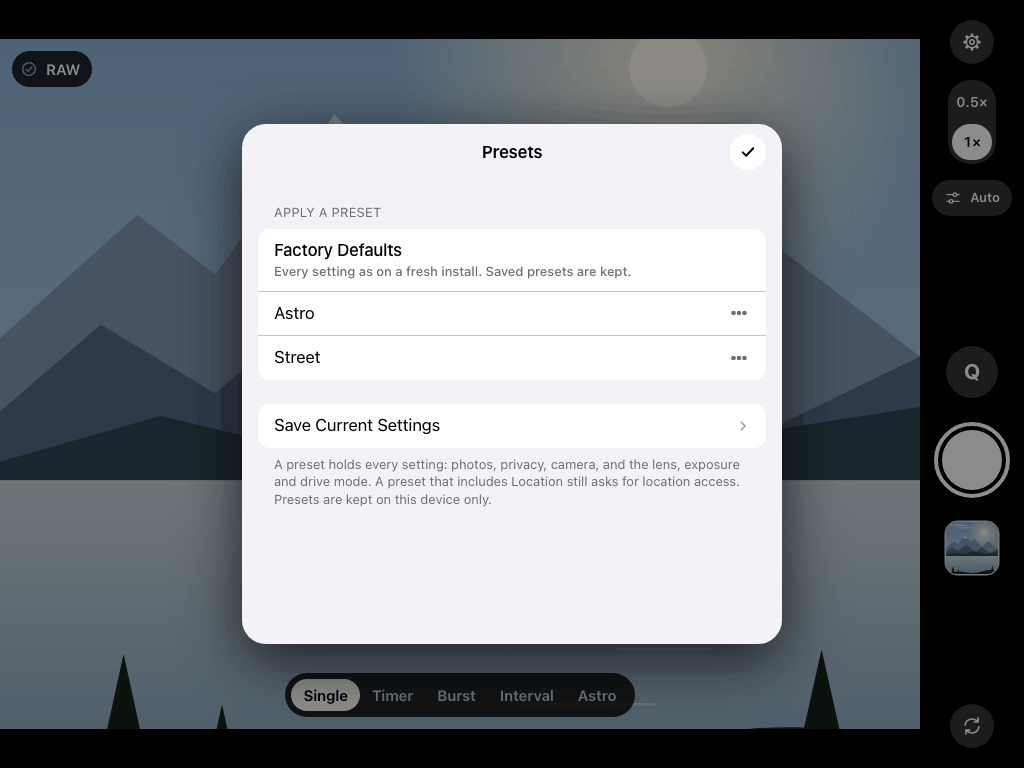 RAW
0.5×
1×
Auto
Presets
APPLY A PRESET
Factory Defaults
Every setting as on a fresh install. Saved presets are kept.
Astro
Street
Save Current Settings
A preset holds every setting: photos, privacy, camera, and the lens, exposure
and drive mode. A preset that includes Location still asks for location access.
Presets are kept on this device only.
Q
Single Timer Burst Interval Astro